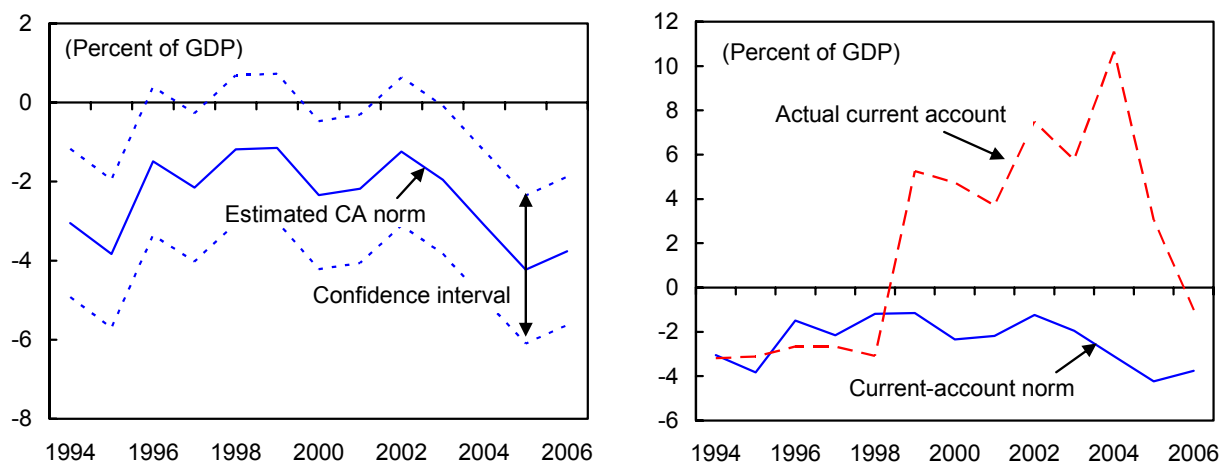 2
0
-2
-4
-6
-8
(Percent of GDP)
Estimated CA norm
Confidence interval
1994 1996 1998 2000 2002 2004 2006
12
10
8
6
4
2
0
-2
-4
-6
(Percent of GDP)
Actual current account
Current-account norm
1994 1996 1998 2000 2002 2004 2006